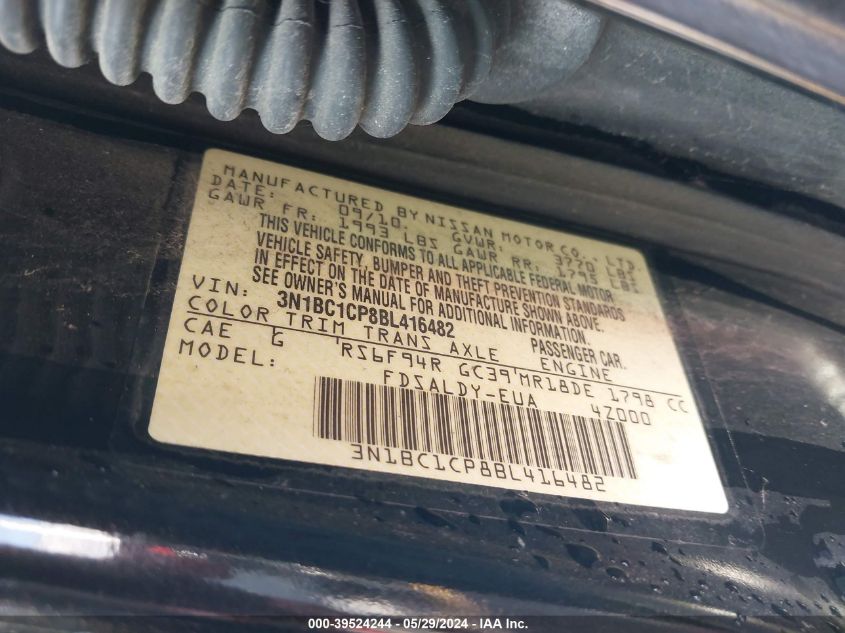 MANUFACTURED BY NISSAN MOTOR CO., LTD.
DATE: 09/10 GVWR: 3770 LBS
GAWR FR: 1993 LBS GAWR RR: 1795 LBS
THIS VEHICLE CONFORMS TO ALL APPLICABLE FEDERAL MOTOR
VEHICLE SAFETY, BUMPER AND THEFT PREVENTION STANDARDS
IN EFFECT ON THE DATE OF MANUFACTURE SHOWN ABOVE.
SEE OWNER'S MANUAL FOR ADDITIONAL INFORMATION.
VIN: 3N1BC1CP8BL416482 PASSENGER CAR.
COLOR TRIM TRANS AXLE ENGINE
CAE G RS6F94R GC39 MR18DE 1798 CC
MODEL: FDSALDY-EUA 4Z000
3N1BC1CP8BL416482
000-39524244 - 05/29/2024 - IAA Inc.